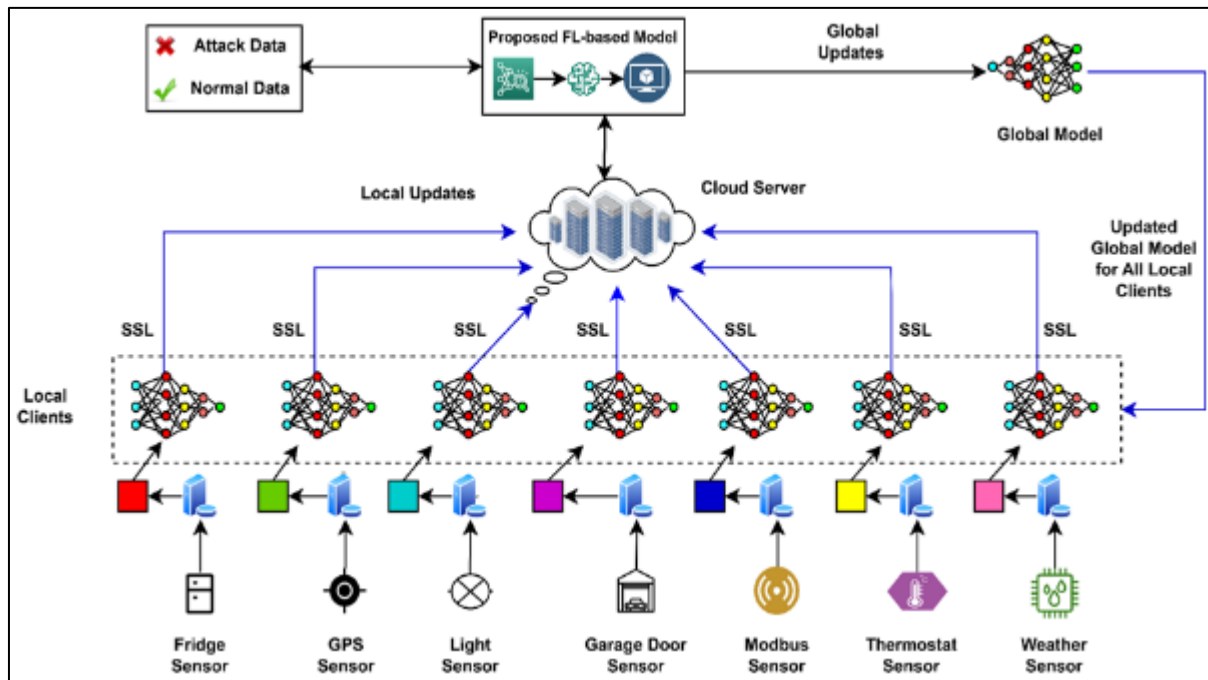 Attack Data
Normal Data
Proposed FL-based Model
Global
Updates
Global Model
Local Updates
Cloud Server
Updated
Global Model
for All Local
Clients
SSL
SSL
SSL
SSL
SSL
SSL
SSL
Local
Clients
Fridge
Sensor
GPS
Sensor
Light
Sensor
Garage Door
Sensor
Modbus
Sensor
Thermostat
Sensor
Weather
Sensor